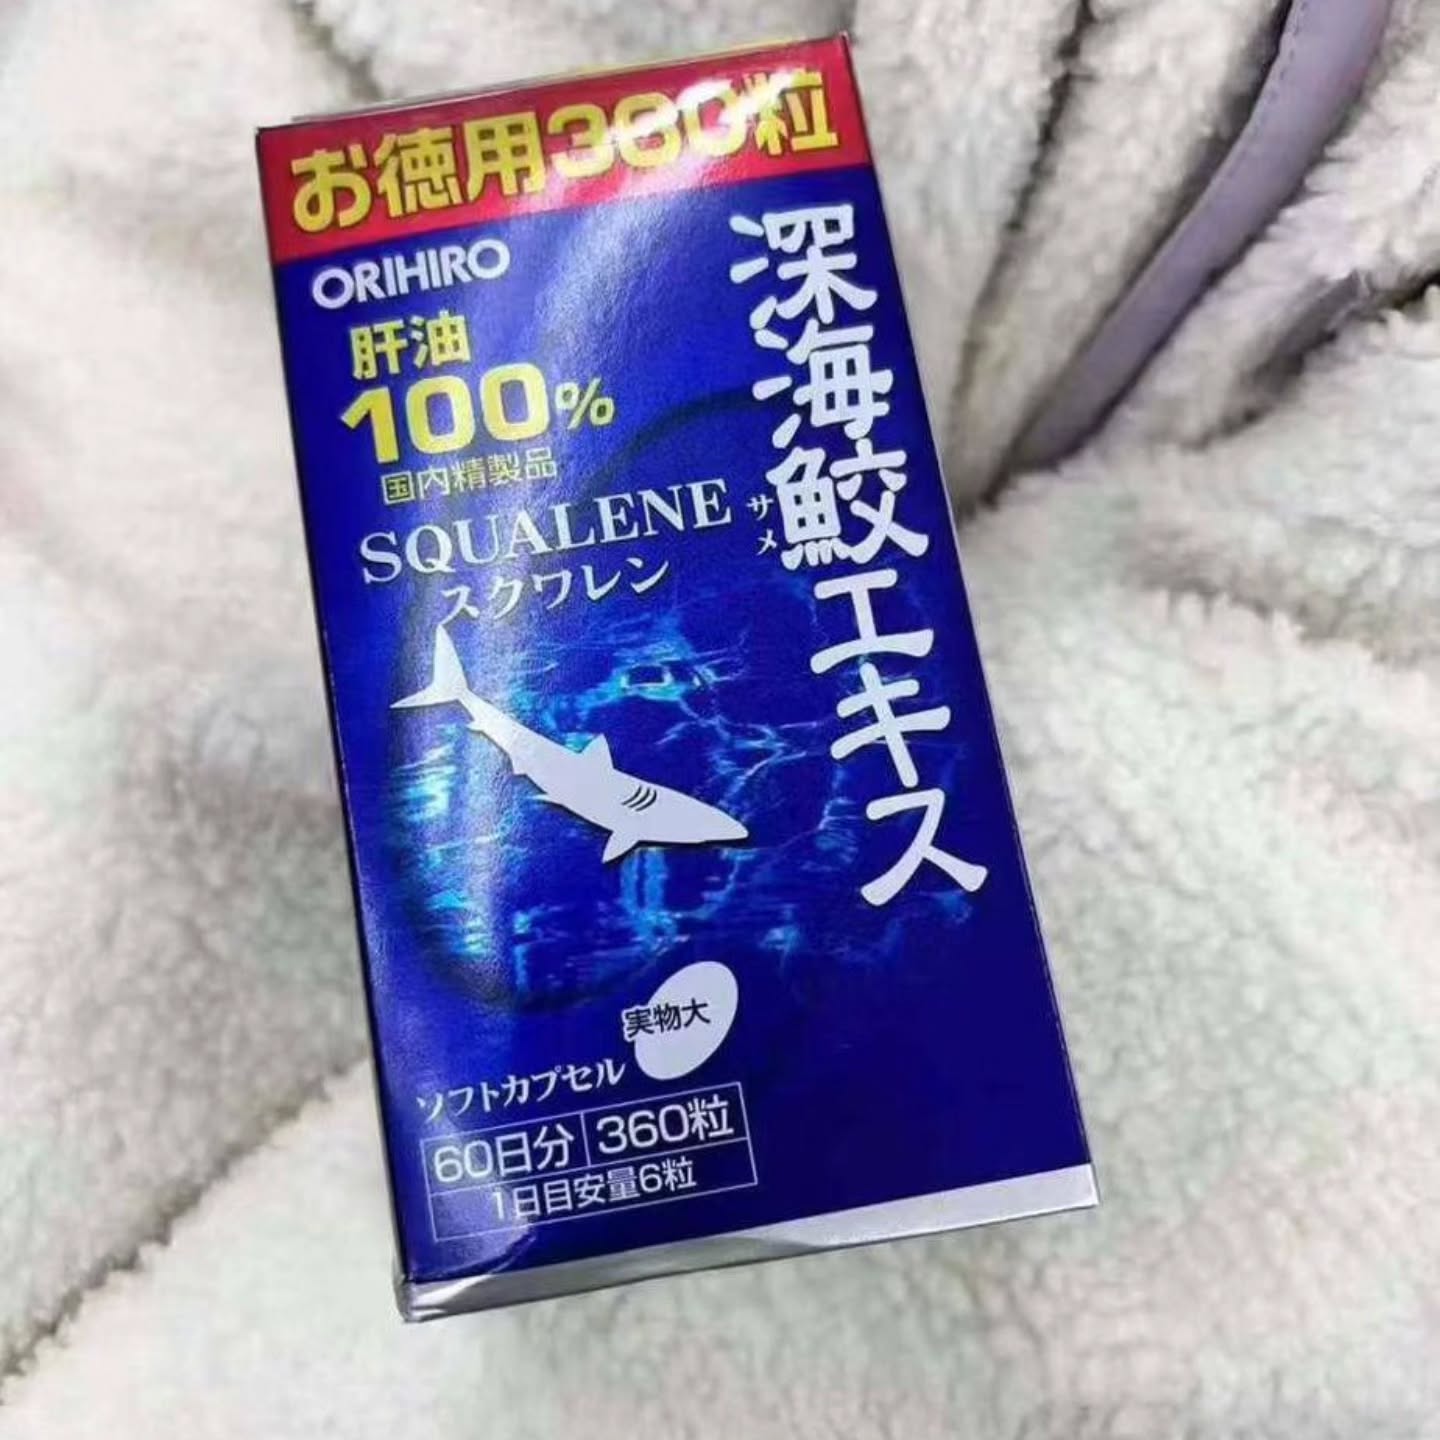 お徳用360粒
ORIHIRO
肝油
100%
国内精製品
SQUALENE
スクワレン
深海鮫エキス
サメ
実物大
ソフトカプセル
60日分 360粒
1日目安量6粒